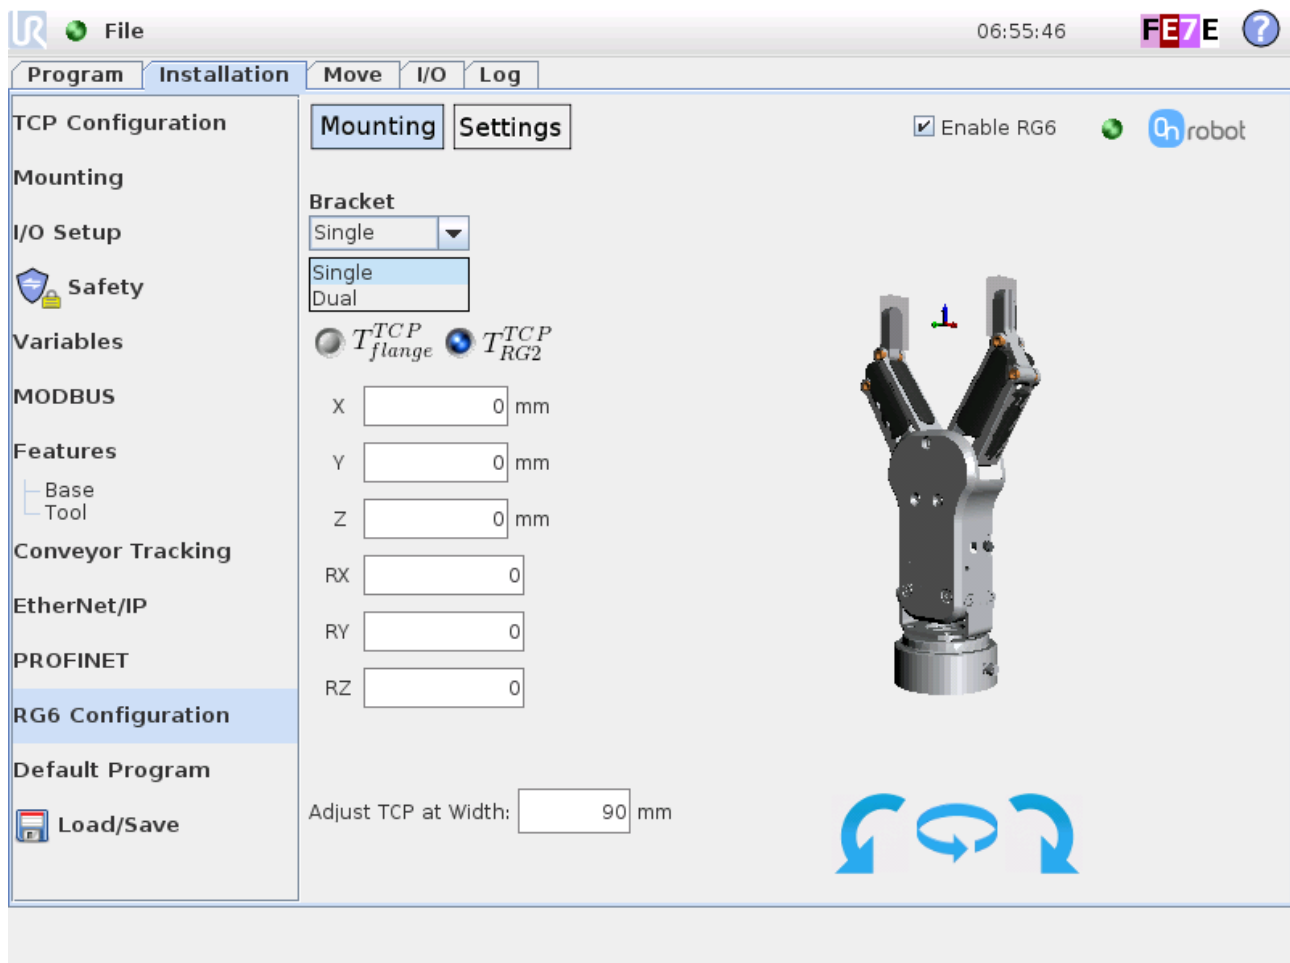 UR File 06:55:46 FE7E ?
Program Installation Move I/O Log
TCP Configuration
Mounting
I/O Setup
Safety
Variables
MODBUS
Features
Base
Tool
Conveyor Tracking
EtherNet/IP
PROFINET
RG6 Configuration
Default Program
Load/Save
Mounting Settings
Enable RG6
On robot
Bracket
Single
Single
Dual
T^{TCP}_{flange} T^{TCP}_{RG2}
X 0 mm
Y 0 mm
Z 0 mm
RX 0
RY 0
RZ 0
Adjust TCP at Width: 90 mm